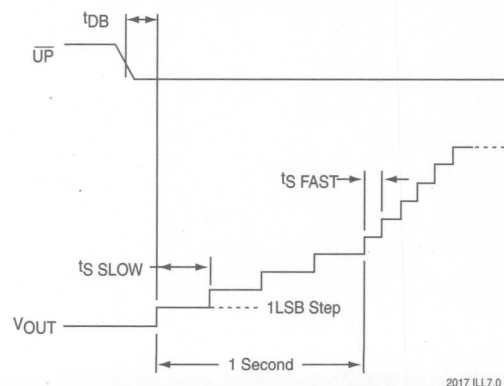 tDB
UP
tS FAST
tS SLOW
1LSB Step
VOUT
1 Second
2017 ILL7.0